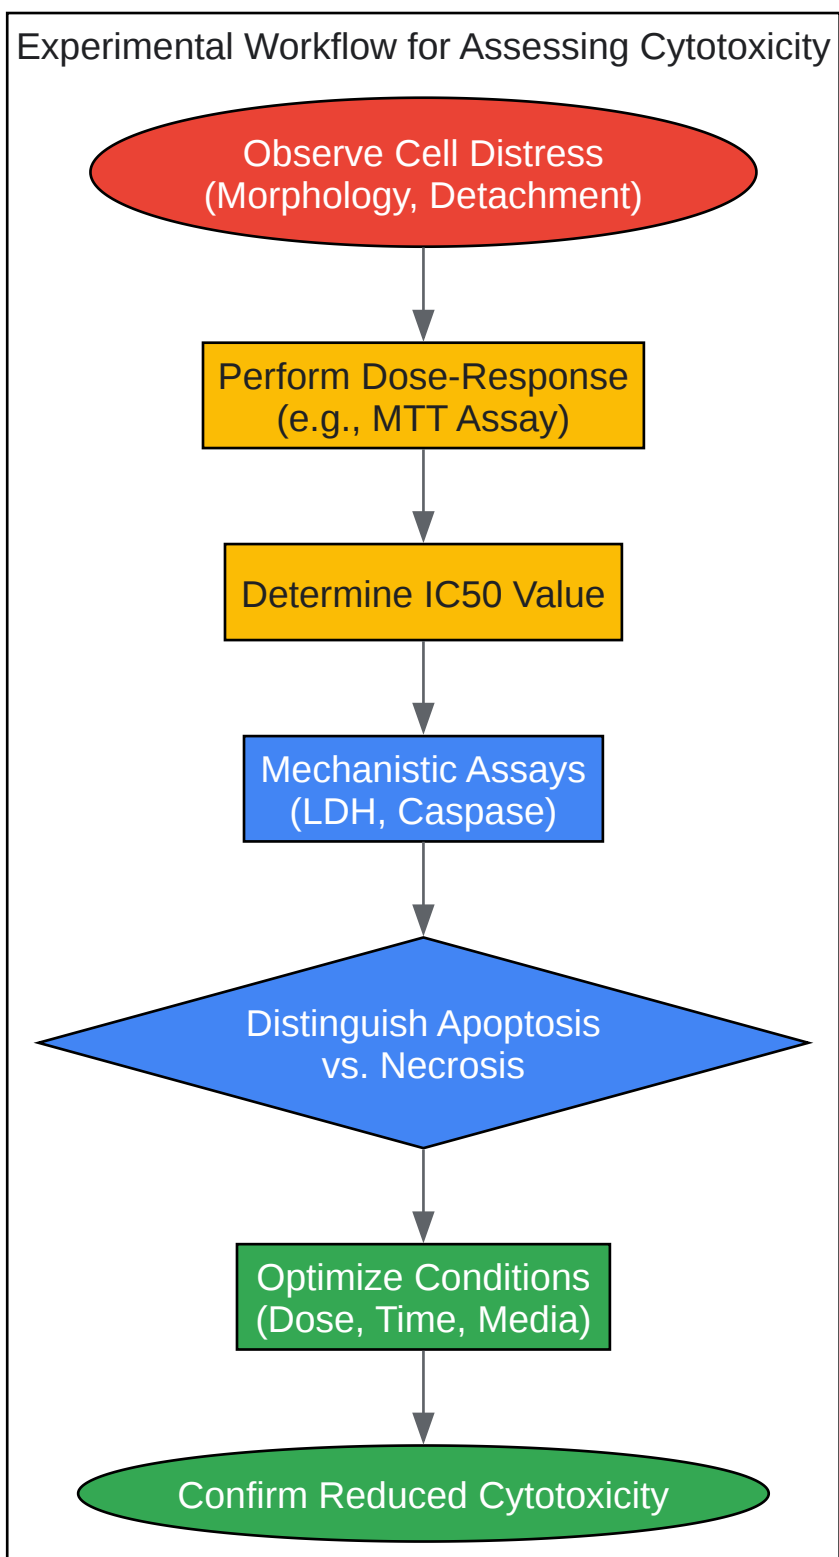 Experimental Workflow for Assessing Cytotoxicity
Observe Cell Distress
(Morphology, Detachment)
Perform Dose-Response
(e.g., MTT Assay)
Determine IC50 Value
Mechanistic Assays
(LDH, Caspase)
Distinguish Apoptosis
vs. Necrosis
Optimize Conditions
(Dose, Time, Media)
Confirm Reduced Cytotoxicity